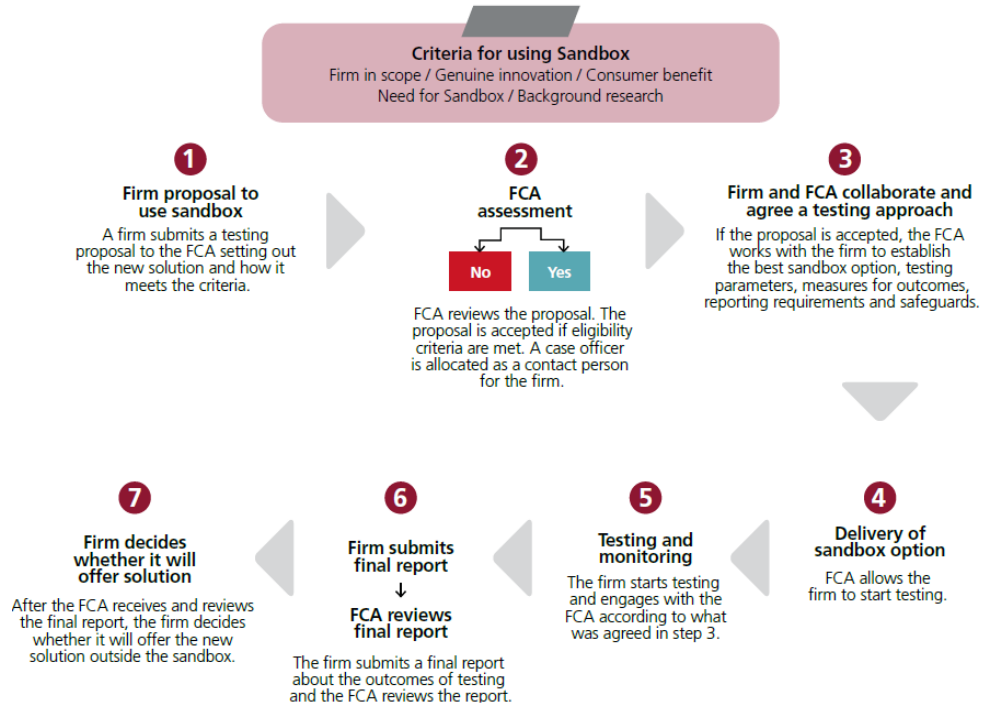 Criteria for using Sandbox
Firm in scope / Genuine innovation / Consumer benefit
Need for Sandbox / Background research
1
Firm proposal to
use sandbox
A firm submits a testing
proposal to the FCA setting out
the new solution and how it
meets the criteria.
2
FCA
assessment
No
Yes
FCA reviews the proposal. The
proposal is accepted if eligibility
criteria are met. A case officer
is allocated as a contact person
for the firm.
3
Firm and FCA collaborate and
agree a testing approach
If the proposal is accepted, the FCA
works with the firm to establish
the best sandbox option, testing
parameters, measures for outcomes,
reporting requirements and safeguards.
4
Delivery of
sandbox option
FCA allows the
firm to start testing.
5
Testing and
monitoring
The firm starts testing
and engages with the
FCA according to what
was agreed in step 3.
6
Firm submits
final report
FCA reviews
final report
The firm submits a final report
about the outcomes of testing
and the FCA reviews the report.
7
Firm decides
whether it will
offer solution
After the FCA receives and reviews
the final report, the firm decides
whether it will offer the new
solution outside the sandbox.